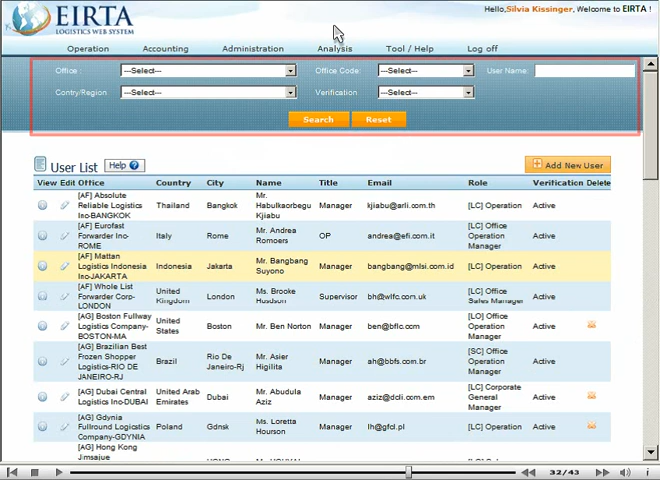 EIRTA
LOGISTICS WEB SYSTEM
Hello,Silvia Kissinger, Welcome to EIRTA !
Operation Accounting Administration Analysis Tool / Help Log off
Office : ---Select--- Office Code: ---Select--- User Name:
Contry/Region ---Select--- Verification ---Select---
Search Reset
User List Help ? Add New User
View Edit Office Country City Name Title Email Role Verification Delete
[AF] Absolute
Reliable Logistics
Inc-BANGKOK
Thailand Bangkok
Mr.
Habulkaorbegu
Kjiabu
Manager kjiabu@arli.com.th [LC] Operation Active
[AF] Eurofast
Forwarder Inc-
ROME
Italy Rome
Mr. Andrea
Romoers
OP andrea@efi.com.it
[LC] Office
Operation
Manager
Active
[AF] Mattan
Logistics Indonesia
Inc-JAKARTA
Indonesia Jakarta
Mr. Bangbang
Suyono
Manager bangbang@mlsi.com.id [LC] Operation Active
[AF] Whole List
Forwarder Corp-
LONDON
United
Kingdom
London
Ms. Brooke
Husdson
Supervisor bh@wlfc.com.uk
[LC] Office
Sales Manager
Active
[AG] Boston Fullway
Logistics Company-
BOSTON-MA
United
States
Boston Mr. Ben Norton Manager ben@bflc.com
[LO] Office
Operation
Manager
Active
[AG] Brazilian Best
Frozen Shopper
Logistics-RIO DE
JANEIRO-RJ
Brazil
Rio De
Janeiro-Rj
Mr. Asier
Higilita
Manager ah@bbfs.com.br
[SC] Office
Operation
Manager
Active
[AG] Dubai Central
Logistics Inc-DUBAI
United Arab
Emirates
Dubai
Mr. Abudula
Aziz
Manager aziz@dcli.com.em
[LC] Corporate
General
Manager
Active
[AG] Gdynia
Fullround Logicstics
Company-GDYNIA
Poland Gdnsk
Ms. Loretta
Hourson
Manager lh@gfcl.pl [LC] Operation Active
[AG] Hong Kong
Jimsajue
32/43